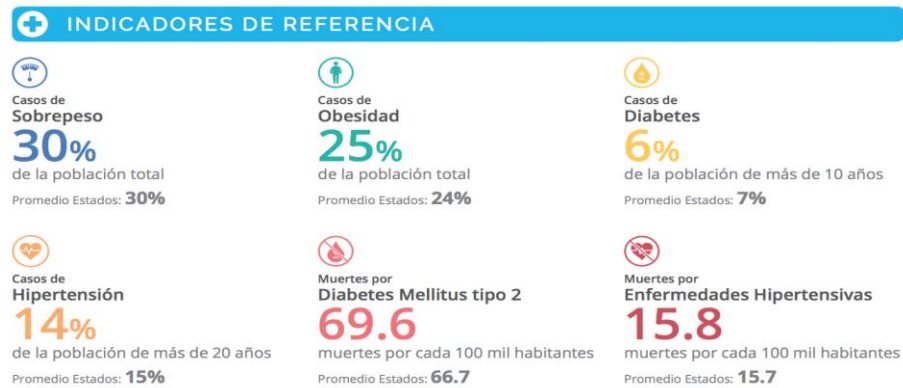 INDICADORES DE REFERENCIA
Casos de
Sobrepeso
30%
de la población total
Promedio Estados: 30%
Casos de
Obesidad
25%
de la población total
Promedio Estados: 24%
Casos de
Diabetes
6%
de la población de más de 10 años
Promedio Estados: 7%
Casos de
Hipertensión
14%
de la población de más de 20 años
Promedio Estados: 15%
Muertes por
Diabetes Mellitus tipo 2
69.6
muertes por cada 100 mil habitantes
Promedio Estados: 66.7
Muertes por
Enfermedades Hipertensivas
15.8
muertes por cada 100 mil habitantes
Promedio Estados: 15.7